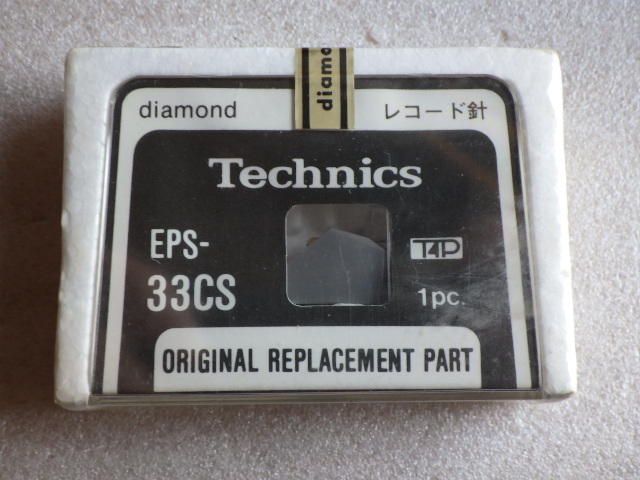 diamo
diamond レコード針
Technics
EPS-
33CS
T4P
1pc.
ORIGINAL REPLACEMENT PART